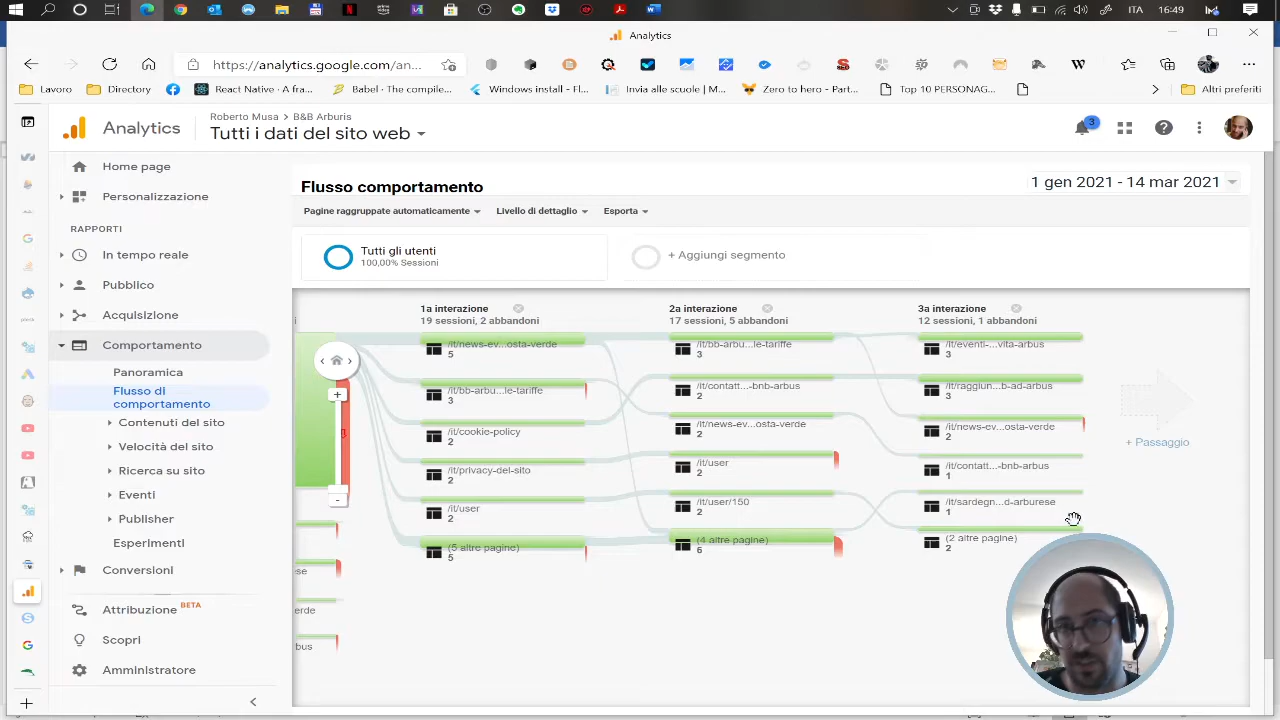 ITA
16:49
Analytics
https://analytics.google.com/an...
Lavoro
Directory
React Native - A fra...
Babel - The compile...
Windows install - Fl...
Invia alle scuole | M...
Zero to hero - Part...
Top 10 PERSONAG...
Altri preferiti
Analytics
Roberto Musa > B&B Arburis
Tutti i dati del sito web
3
Home page
Personalizzazione
RAPPORTI
In tempo reale
Pubblico
Acquisizione
Comportamento
Panoramica
Flusso di
comportamento
Contenuti del sito
Velocità del sito
Ricerca su sito
Eventi
Publisher
Esperimenti
Conversioni
Attribuzione BETA
Scopri
Amministratore
Flusso comportamento
1 gen 2021 - 14 mar 2021
Pagine raggruppate automaticamente
Livello di dettaglio
Esporta
Tutti gli utenti
100,00% Sessioni
+ Aggiungi segmento
1a interazione
19 sessioni, 2 abbandoni
/it/news-ev...osta-verde
5
/it/bb-arbu...le-tariffe
3
/it/cookie-policy
2
/it/privacy-del-sito
2
/it/user
2
(5 altre pagine)
5
2a interazione
17 sessioni, 5 abbandoni
/it/bb-arbu...le-tariffe
3
/it/contatt...-bnb-arbus
2
/it/news-ev...osta-verde
2
/it/user
2
/it/user/150
2
(4 altre pagine)
6
3a interazione
12 sessioni, 1 abbandoni
/it/eventi-...vita-arbus
3
/it/raggiun...b-ad-arbus
3
/it/news-ev...osta-verde
2
/it/contatt...-bnb-arbus
1
/it/sardegn...d-arburese
1
(2 altre pagine)
2
+ Passaggio
ese
erde
bus